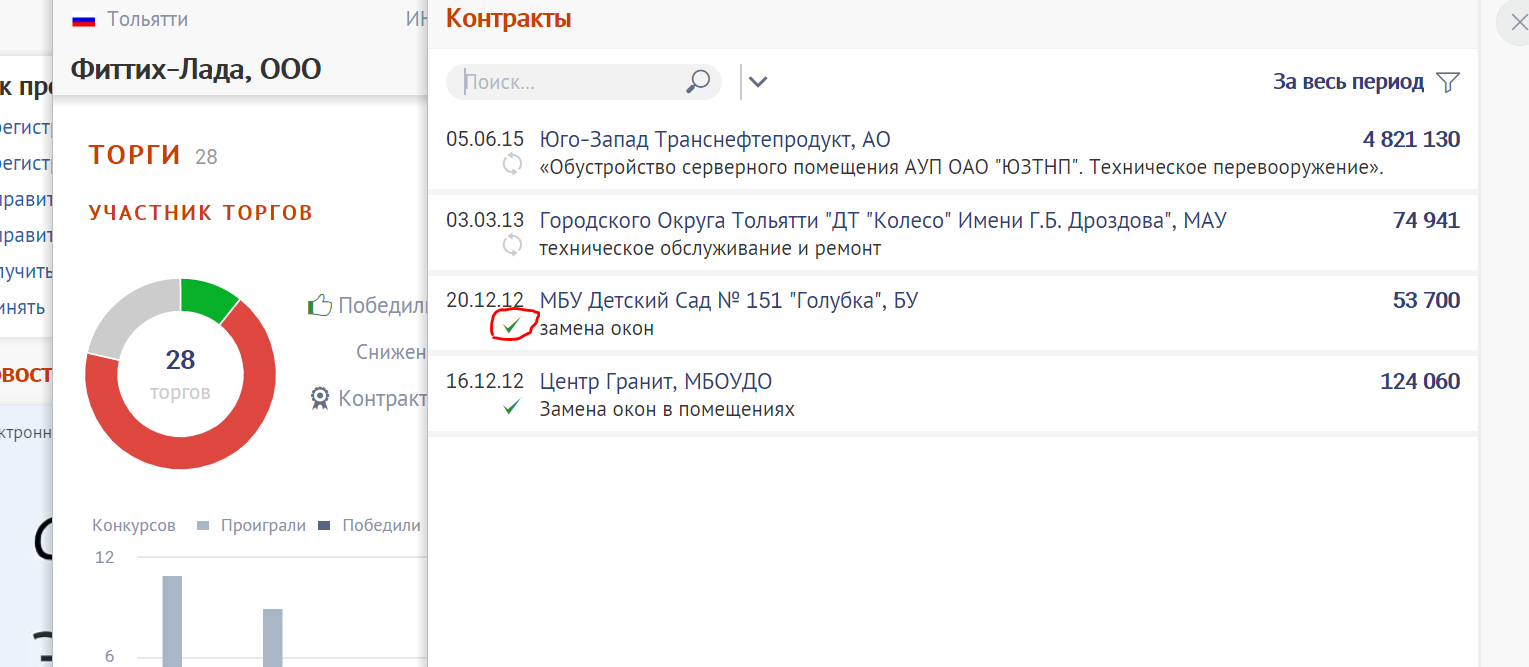 Тольятти
Фиттих-Лада, ООО
ТОРГИ 28
УЧАСТНИК ТОРГОВ
28
торгов
Победили
Снижен
Контракт
Конкурсов Проиграли Победили
12
6
Контракты
Поиск...
За весь период
05.06.15 Юго-Запад Транснефтепродукт, АО 4 821 130
«Обустройство серверного помещения АУП ОАО "ЮЗТНП". Техническое перевооружение».
03.03.13 Городского Округа Тольятти "ДТ "Колесо" Имени Г.Б. Дроздова", МАУ 74 941
техническое обслуживание и ремонт
20.12.12 МБУ Детский Сад № 151 "Голубка", БУ 53 700
замена окон
16.12.12 Центр Гранит, МБОУДО 124 060
Замена окон в помещениях